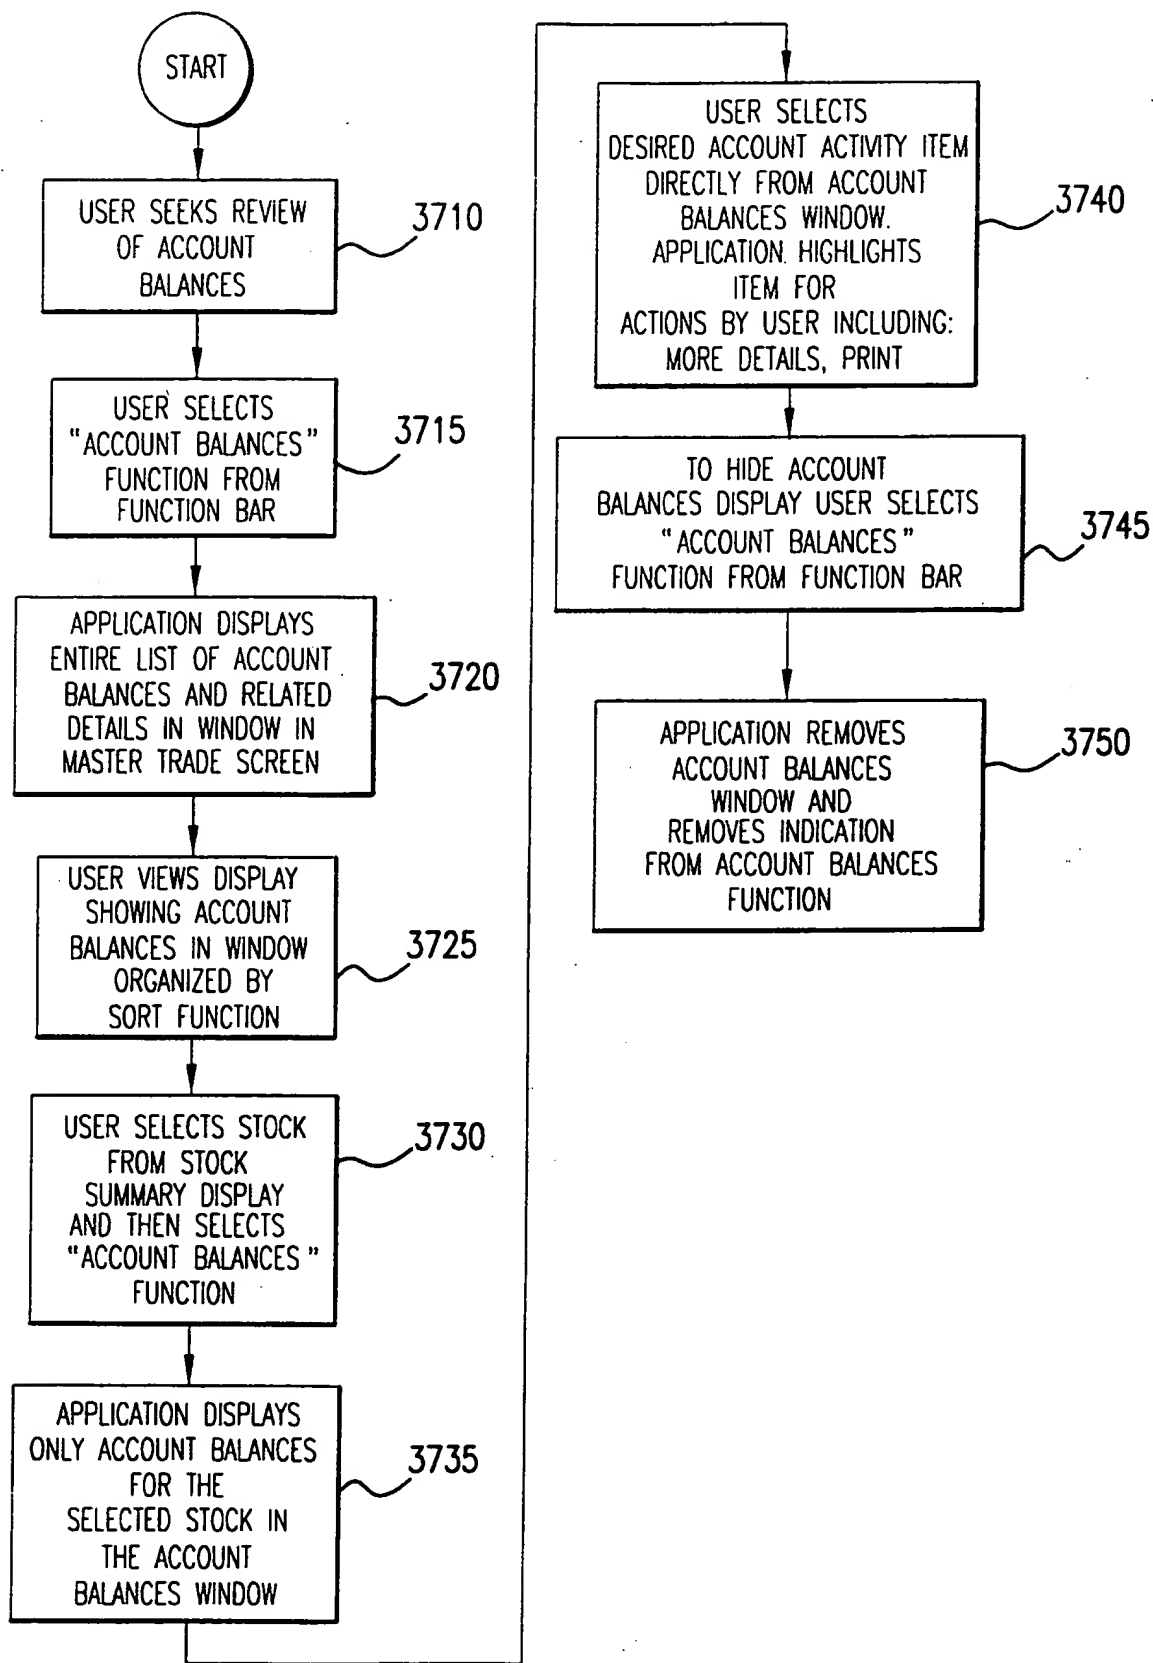 START
USER SEEKS REVIEW
OF ACCOUNT
BALANCES
3710
USER SELECTS
"ACCOUNT BALANCES"
FUNCTION FROM
FUNCTION BAR
3715
APPLICATION DISPLAYS
ENTIRE LIST OF ACCOUNT
BALANCES AND RELATED
DETAILS IN WINDOW IN
MASTER TRADE SCREEN
3720
USER VIEWS DISPLAY
SHOWING ACCOUNT
BALANCES IN WINDOW
ORGANIZED BY
SORT FUNCTION
3725
USER SELECTS STOCK
FROM STOCK
SUMMARY DISPLAY
AND THEN SELECTS
"ACCOUNT BALANCES"
FUNCTION
3730
APPLICATION DISPLAYS
ONLY ACCOUNT BALANCES
FOR THE
SELECTED STOCK IN
THE ACCOUNT
BALANCES WINDOW
3735
USER SELECTS
DESIRED ACCOUNT ACTIVITY ITEM
DIRECTLY FROM ACCOUNT
BALANCES WINDOW.
APPLICATION. HIGHLIGHTS
ITEM FOR
ACTIONS BY USER INCLUDING:
MORE DETAILS, PRINT
3740
TO HIDE ACCOUNT
BALANCES DISPLAY USER SELECTS
"ACCOUNT BALANCES"
FUNCTION FROM FUNCTION BAR
3745
APPLICATION REMOVES
ACCOUNT BALANCES
WINDOW AND
REMOVES INDICATION
FROM ACCOUNT BALANCES
FUNCTION
3750